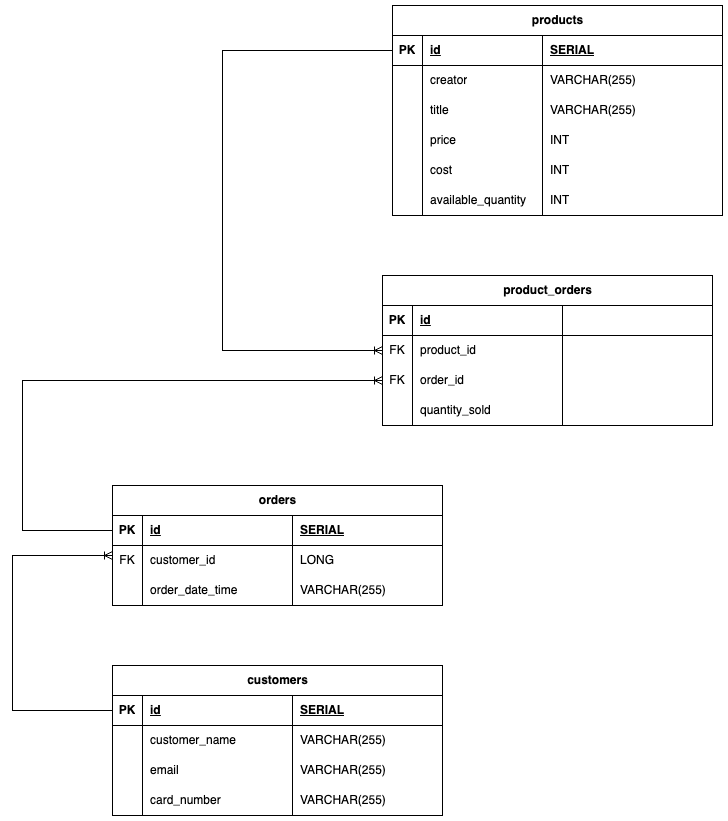 products
PK id SERIAL
creator VARCHAR(255)
title VARCHAR(255)
price INT
cost INT
available_quantity INT
product_orders
PK id
FK product_id
FK order_id
quantity_sold
orders
PK id SERIAL
FK customer_id LONG
order_date_time VARCHAR(255)
customers
PK id SERIAL
customer_name VARCHAR(255)
email VARCHAR(255)
card_number VARCHAR(255)